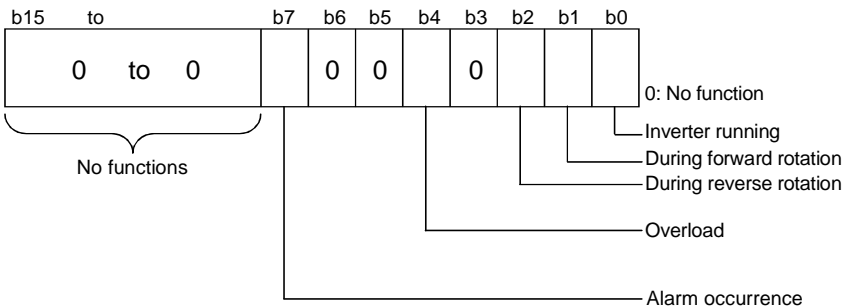 b15 to b7 b6 b5 b4 b3 b2 b1 b0
0 to 0 0 0 0
0: No function
Inverter running
No functions
During forward rotation
During reverse rotation
Overload
Alarm occurrence